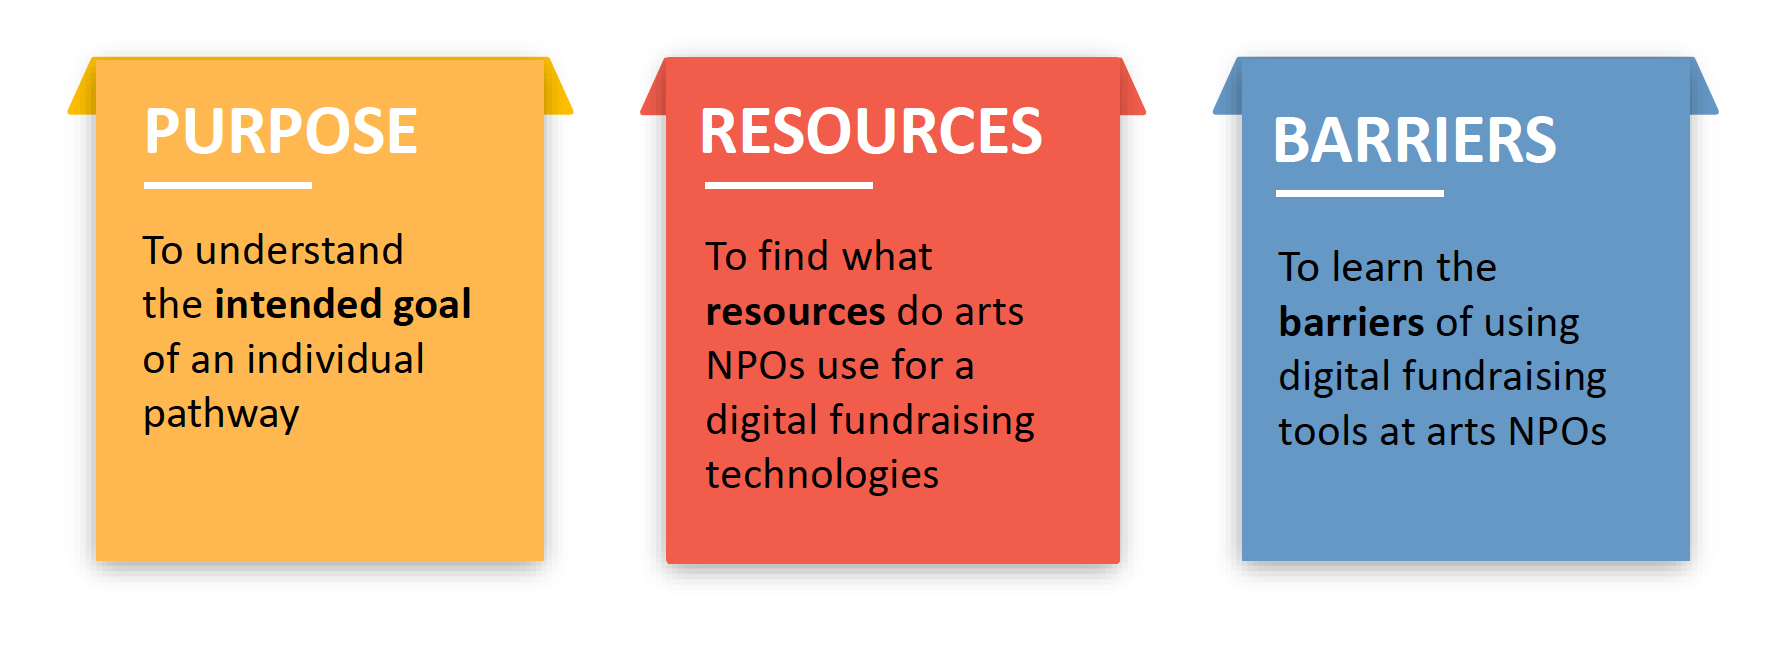 PURPOSE
To understand
the intended goal
of an individual
pathway
RESOURCES
To find what
resources do arts
NPOs use for a
digital fundraising
technologies
BARRIERS
To learn the
barriers of using
digital fundraising
tools at arts NPOs